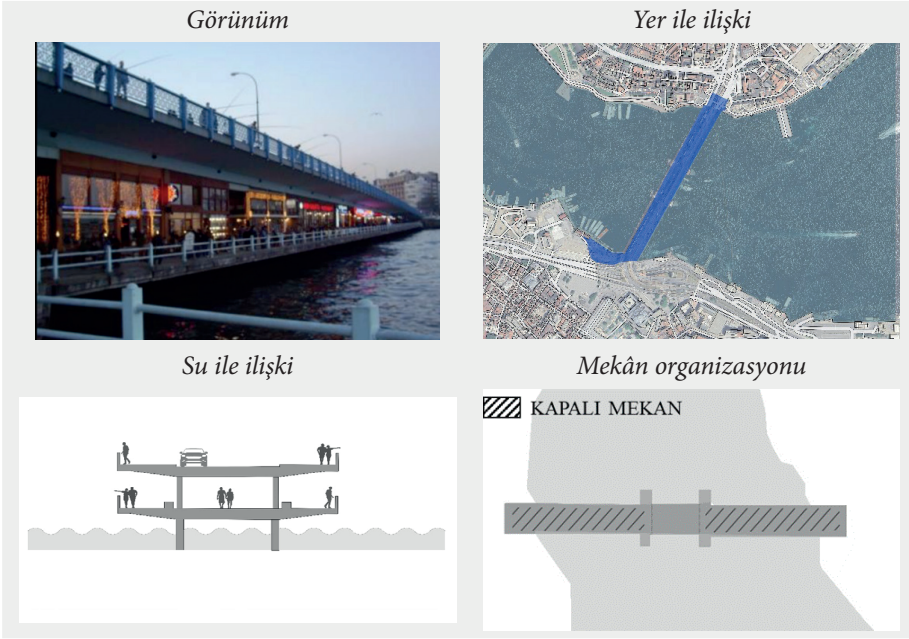 Görünüm
Yer ile ilişki
Su ile ilişki
Mekân organizasyonu
KAPALI MEKAN